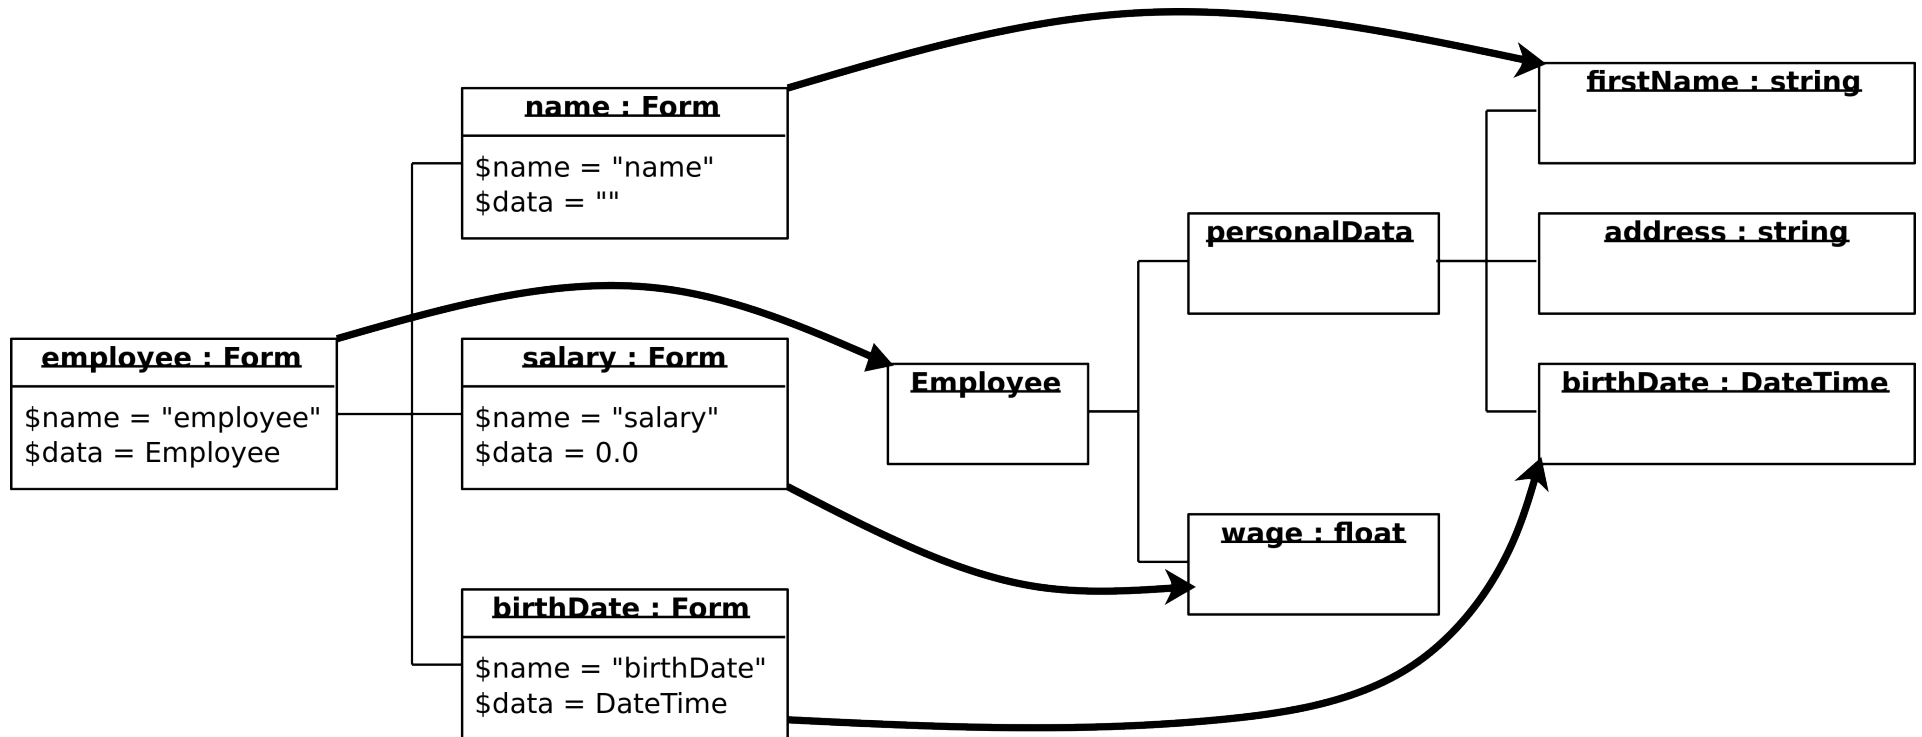 name : Form
$name = "name"
$data = ""
employee : Form
$name = "employee"
$data = Employee
salary : Form
$name = "salary"
$data = 0.0
birthDate : Form
$name = "birthDate"
$data = DateTime
Employee
personalData
wage : float
firstName : string
address : string
birthDate : DateTime